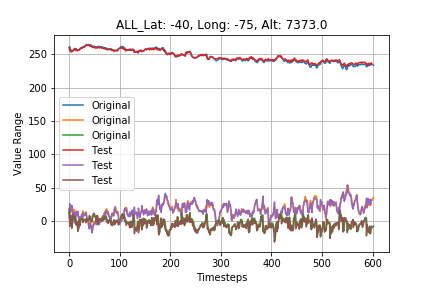 ALL_Lat: -40, Long: -75, Alt: 7373.0
250
200
150
100
50
0
Value Range
Original
Original
Original
Test
Test
Test
0 100 200 300 400 500 600
Timesteps